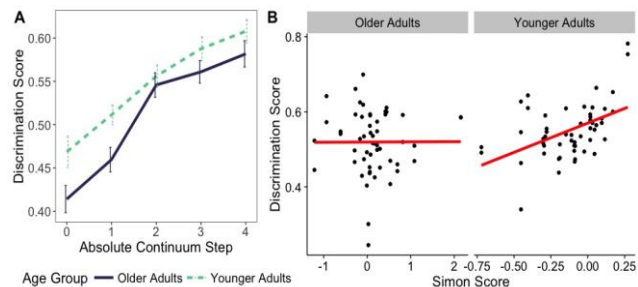 A
Discrimination Score
0.60
0.55
0.50
0.45
0.40
0 1 2 3 4
Absolute Continuum Step
Age Group Older Adults Younger Adults
B
Older Adults Younger Adults
Discrimination Score
0.8
0.6
0.4
-1 0 1 2 -0.75 -0.50 -0.25 0.00 0.25
Simon Score